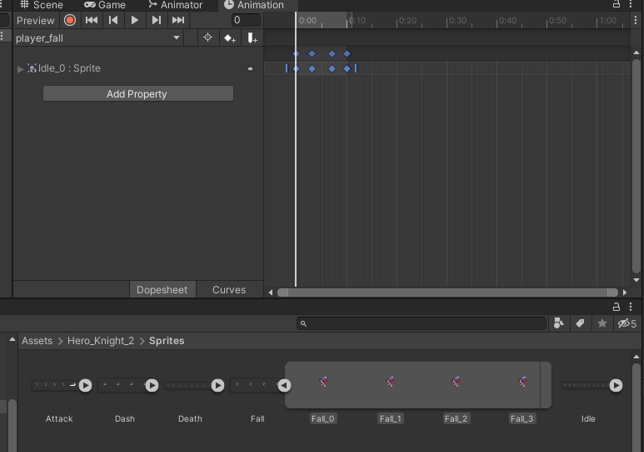 Scene Game Animator Animation
Preview 0 0:00 0:10 0:20 0:30 0:40 0:50 1:00
player_fall
Idle_0 : Sprite
Add Property
Dopesheet Curves
5
Assets > Hero_Knight_2 > Sprites
Attack Dash Death Fall Fall_0 Fall_1 Fall_2 Fall_3 Idle